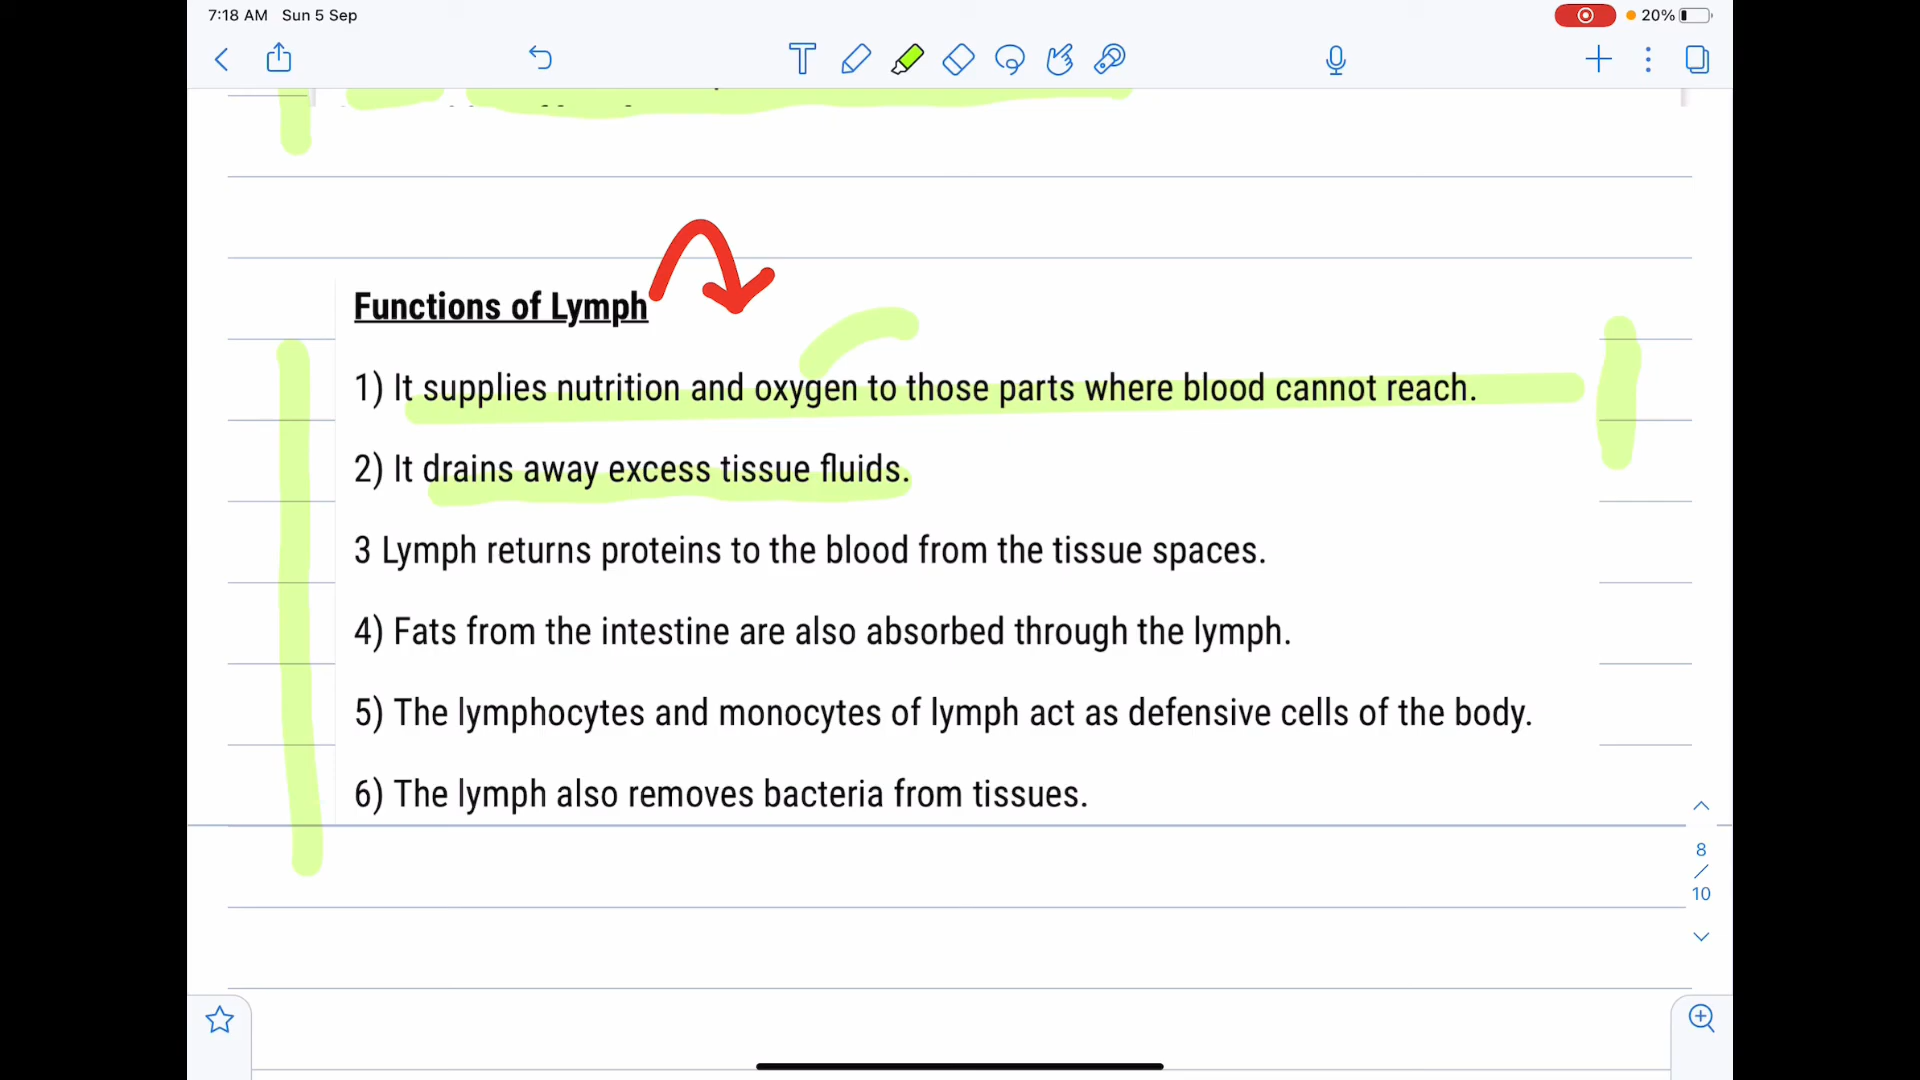 7:18 AM Sun 5 Sep
20%
Functions of Lymph
1) It supplies nutrition and oxygen to those parts where blood cannot reach.
2) It drains away excess tissue fluids.
3 Lymph returns proteins to the blood from the tissue spaces.
4) Fats from the intestine are also absorbed through the lymph.
5) The lymphocytes and monocytes of lymph act as defensive cells of the body.
6) The lymph also removes bacteria from tissues.
8
/
10